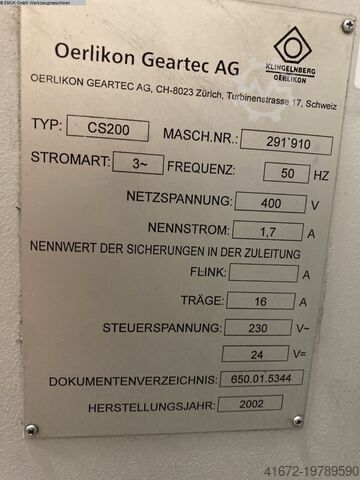 © EMUK GmbH Werkzeugmaschinen
Oerlikon Geartec AG
KLINGELNBERG
OERLIKON
OERLIKON GEARTEC AG, CH-8023 Zürich, Turbinenstrasse 17, Schweiz
TYP: CS200 MASCH.NR.: 291`910
STROMART: 3~ FREQUENZ: 50 HZ
NETZSPANNUNG: 400 V
NENNSTROM: 1,7 A
NENNWERT DER SICHERUNGEN IN DER ZULEITUNG
FLINK: A
TRÄGE: 16 A
STEUERSPANNUNG: 230 V~
24 V=
DOKUMENTENVERZEICHNIS: 650.01.5344
HERSTELLUNGSJAHR: 2002
41672-19789590